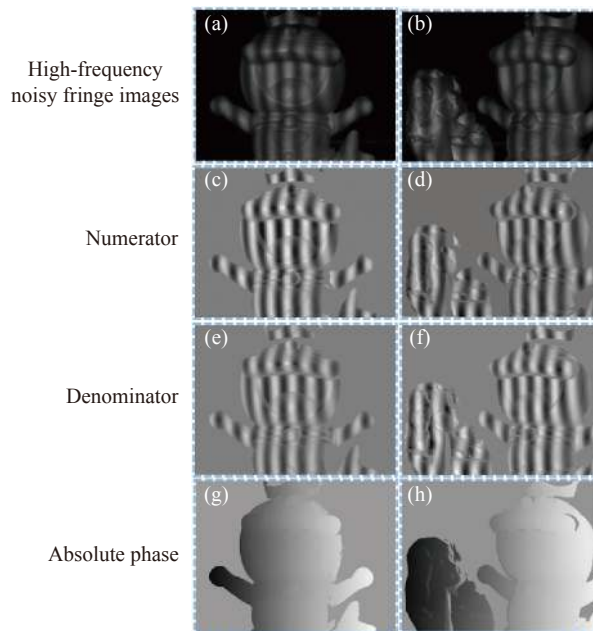 (a)
(b)
High-frequency
noisy fringe images
(c)
(d)
Numerator
(e)
(f)
Denominator
(g)
(h)
Absolute phase